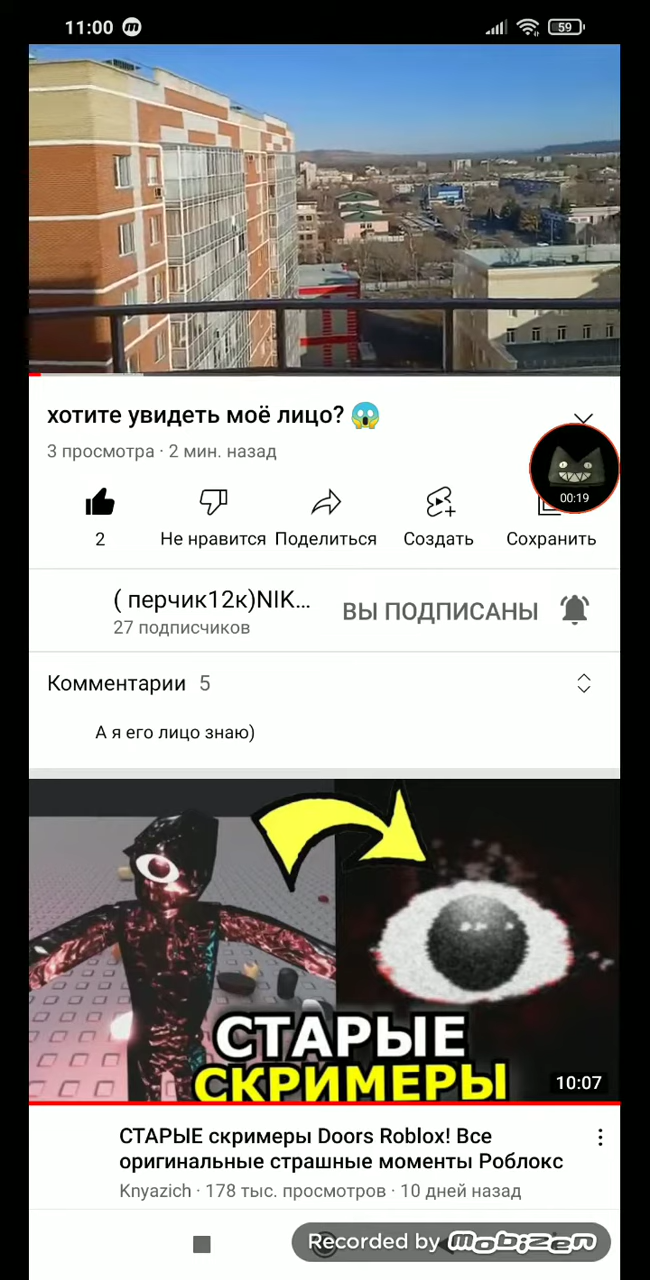 11:00
59
хотите увидеть моё лицо? 😱
3 просмотра · 2 мин. назад
00:19
2
Не нравится
Поделиться
Создать
Сохранить
( перчик12к)NIK...
27 подписчиков
ВЫ ПОДПИСАНЫ
Комментарии 5
А я его лицо знаю)
СТАРЫЕ
СКРИМЕРЫ
10:07
СТАРЫЕ скримеры Doors Roblox! Все
оригинальные страшные моменты Роблокс
Knyazich · 178 тыс. просмотров · 10 дней назад
Recorded by mobizen